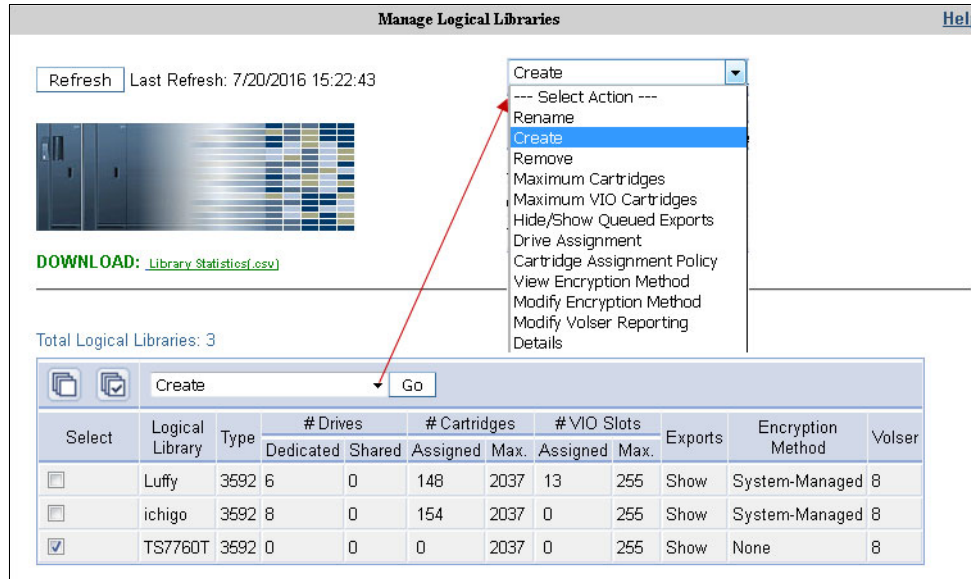 Manage Logical Libraries
Hel
Refresh Last Refresh: 7/20/2016 15:22:43
Create
--- Select Action ---
Rename
Create
Remove
Maximum Cartridges
Maximum VIO Cartridges
Hide/Show Queued Exports
Drive Assignment
Cartridge Assignment Policy
View Encryption Method
Modify Encryption Method
Modify Volser Reporting
Details
DOWNLOAD: Library Statistics(.csv)
Total Logical Libraries: 3
Create Go
Select Logical Library Type # Drives # Cartridges # VIO Slots Exports Encryption Method Volser
Dedicated Shared Assigned Max. Assigned Max.
Luffy 3592 6 0 148 2037 13 255 Show System-Managed 8
ichigo 3592 8 0 154 2037 0 255 Show System-Managed 8
TS7760T 3592 0 0 0 2037 0 255 Show None 8